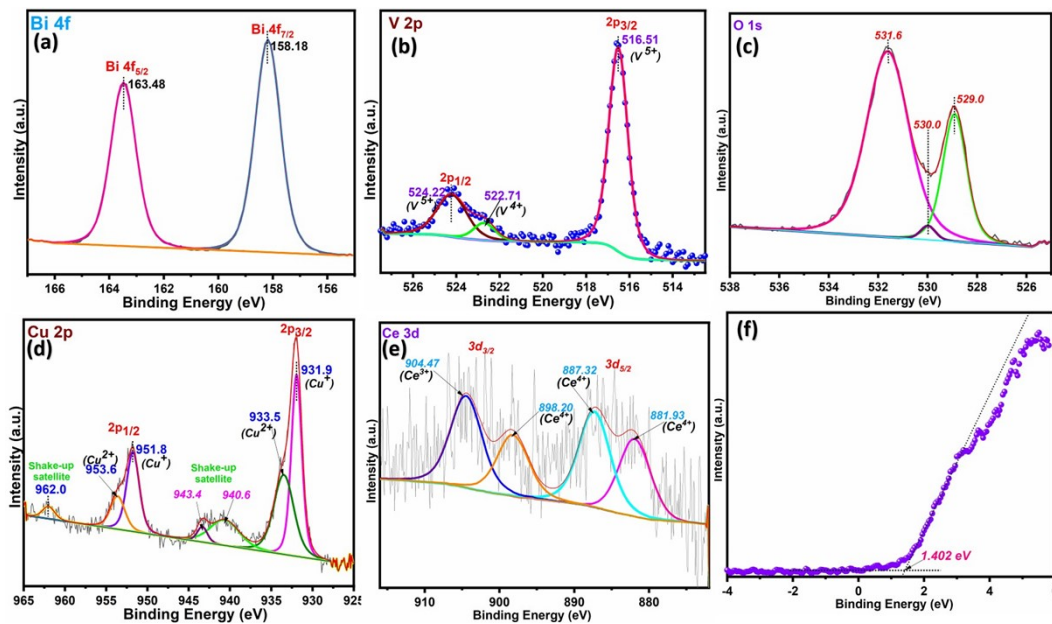 Bi 4f
(a)
Bi 4f7/2
158.18
Bi 4f5/2
163.48
Intensity (a.u.)
166 164 162 160 158 156
Binding Energy (eV)
V 2p
(b)
2p3/2
516.51
(V 5+)
2p1/2
524.22
(V 5+)
522.71
(V 4+)
Intensity (a.u.)
526 524 522 520 518 516 514
Binding Energy (eV)
O 1s
(c)
531.6
530.0
529.0
Intensity (a.u.)
538 536 534 532 530 528 526
Binding Energy (eV)
Cu 2p
(d)
2p3/2
931.9
(Cu+)
933.5
(Cu2+)
2p1/2
951.8
(Cu+)
(Cu2+)
953.6
Shake-up
satellite
962.0
Shake-up
satellite
943.4
940.6
Intensity (a.u.)
965 960 955 950 945 940 935 930 925
Binding Energy (eV)
Ce 3d
(e)
3d3/2
904.47
(Ce3+)
898.20
(Ce4+)
3d5/2
887.32
(Ce4+)
881.93
(Ce4+)
Intensity (a.u.)
910 900 890 880
Binding Energy (eV)
(f)
1.402 eV
Intensity (a.u.)
-4 -2 0 2 4
Binding Energy (eV)